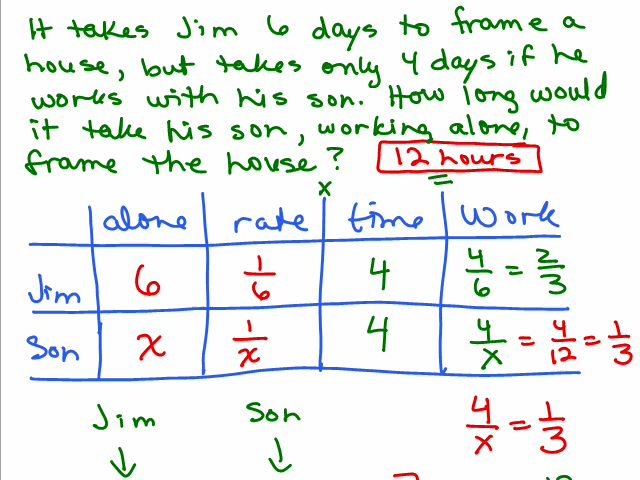 It takes Jim 6 days to frame a
house, but takes only 4 days if he
works with his son. How long would
it take his son, working alone, to
frame the house? 12 hours
x =
alone rate time Work
Jim 6 1/6 4 4/6 = 2/3
Son x 1/x 4 4/x = 4/12 = 1/3
Jim Son 4/x = 1/3
↓ ↓